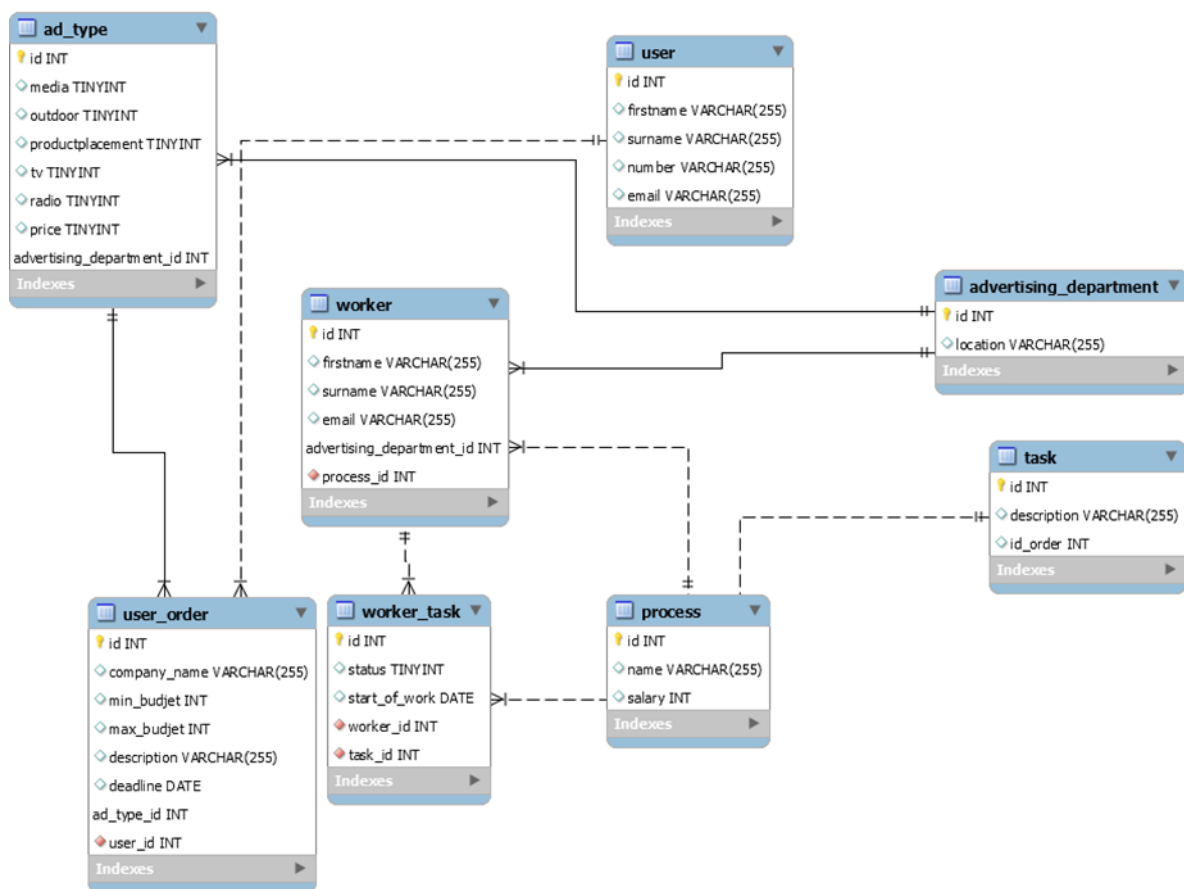 ad_type
id INT
media TINYINT
outdoor TINYINT
productplacement TINYINT
tv TINYINT
radio TINYINT
price TINYINT
advertising_department_id INT
Indexes
user
id INT
firstname VARCHAR(255)
surname VARCHAR(255)
number VARCHAR(255)
email VARCHAR(255)
Indexes
advertising_department
id INT
location VARCHAR(255)
Indexes
worker
id INT
firstname VARCHAR(255)
surname VARCHAR(255)
email VARCHAR(255)
advertising_department_id INT
process_id INT
Indexes
task
id INT
description VARCHAR(255)
id_order INT
Indexes
user_order
id INT
company_name VARCHAR(255)
min_budjet INT
max_budjet INT
description VARCHAR(255)
deadline DATE
ad_type_id INT
user_id INT
Indexes
worker_task
id INT
status TINYINT
start_of_work DATE
worker_id INT
task_id INT
Indexes
process
id INT
name VARCHAR(255)
salary INT
Indexes